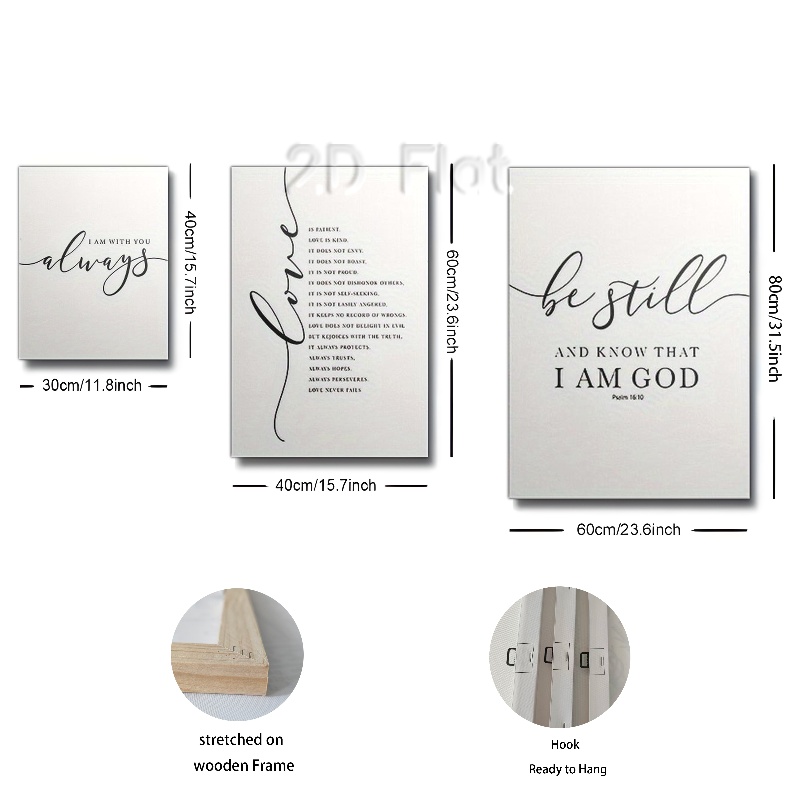 2D Flat
I AM WITH YOU
always
40cm/15.7inch
30cm/11.8inch
love
IS PATIENT.
LOVE IS KIND.
IT DOES NOT ENVY.
IT DOES NOT BOAST.
IT IS NOT PROUD.
IT DOES NOT DISHONOR OTHERS.
IT IS NOT SELF-SEEKING.
IT IS NOT EASILY ANGERED.
IT KEEPS NO RECORD OF WRONGS.
LOVE DOES NOT DELIGHT IN EVIL
BUT REJOICES WITH THE TRUTH.
IT ALWAYS PROTECTS.
ALWAYS TRUSTS.
ALWAYS HOPES.
ALWAYS PERSEVERES.
LOVE NEVER FAILS
60cm/23.6inch
40cm/15.7inch
be still
AND KNOW THAT
I AM GOD
Psalm 16:10
80cm/31.5inch
60cm/23.6inch
stretched on
wooden Frame
Hook
Ready to Hang